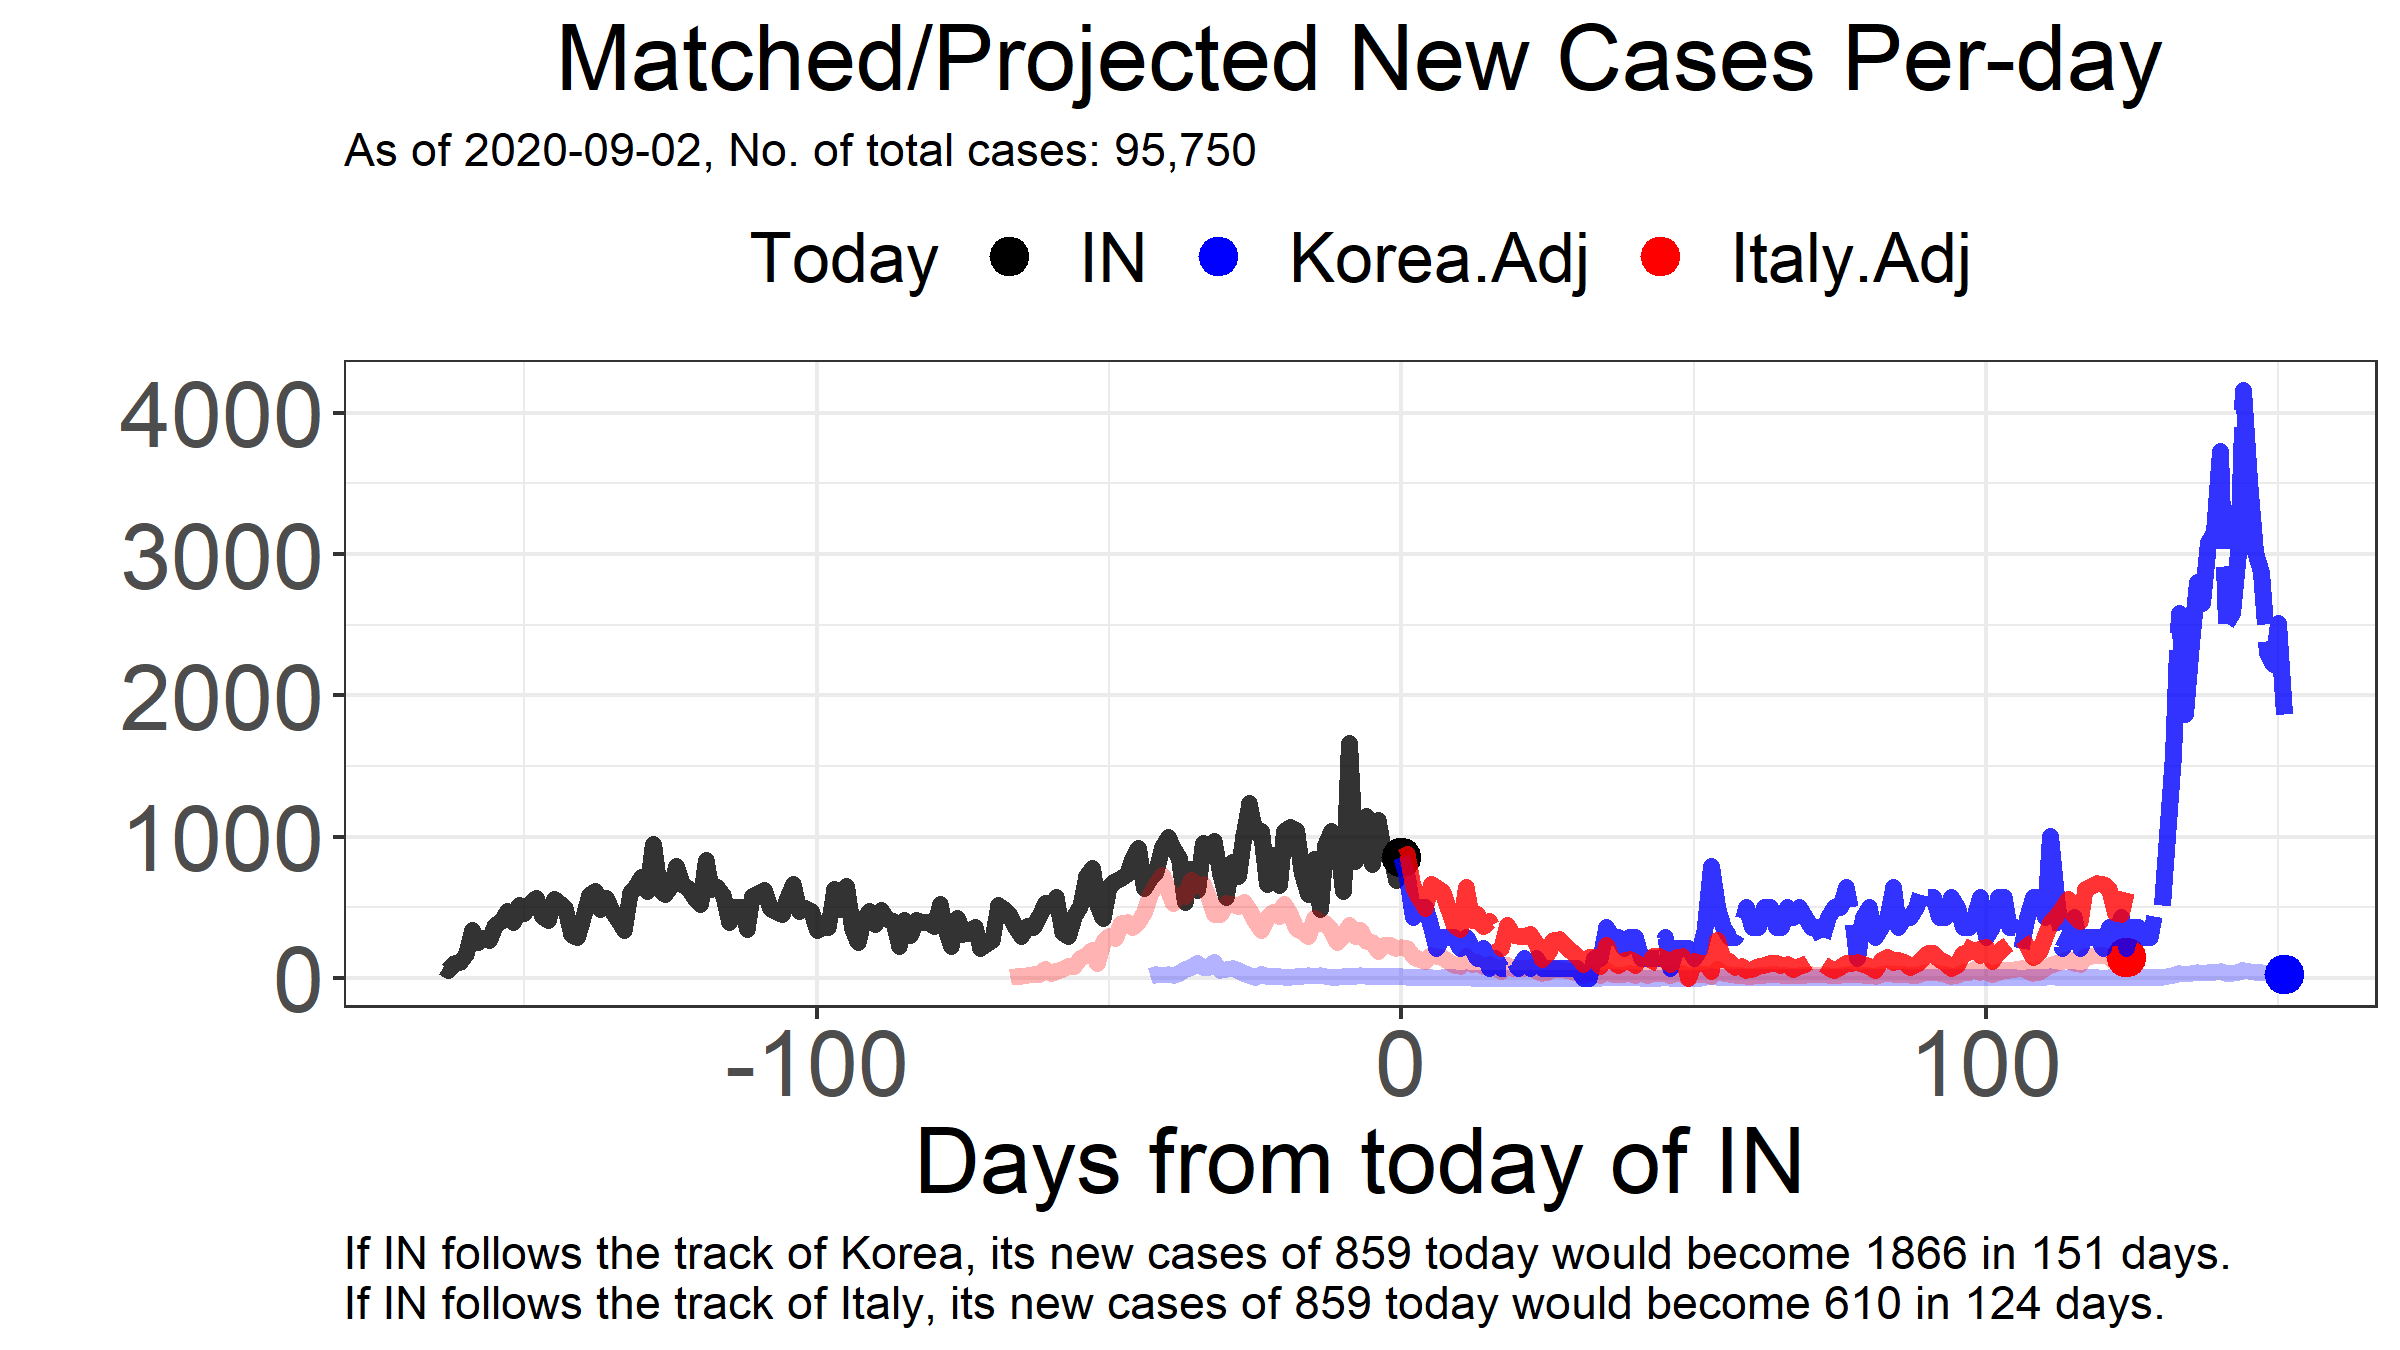 Matched/Projected New Cases Per-day
As of 2020-09-02, No. of total cases: 95,750
Today IN Korea.Adj Italy.Adj
4000
3000
2000
1000
0
-100 0 100
Days from today of IN
If IN follows the track of Korea, its new cases of 859 today would become 1866 in 151 days.
If IN follows the track of Italy, its new cases of 859 today would become 610 in 124 days.